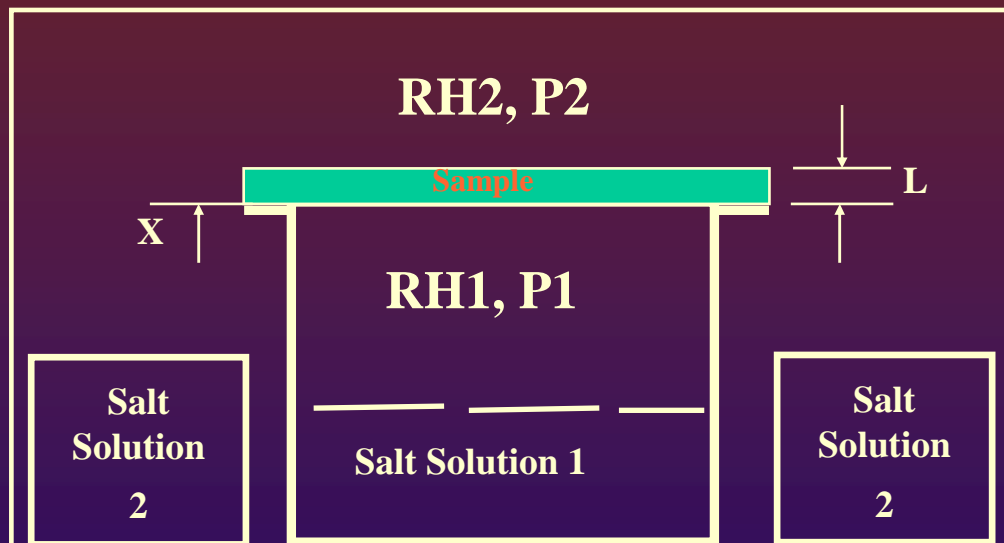 RH2, P2
Sample
L
X
RH1, P1
Salt
Solution
2
Salt Solution 1
Salt
Solution
2